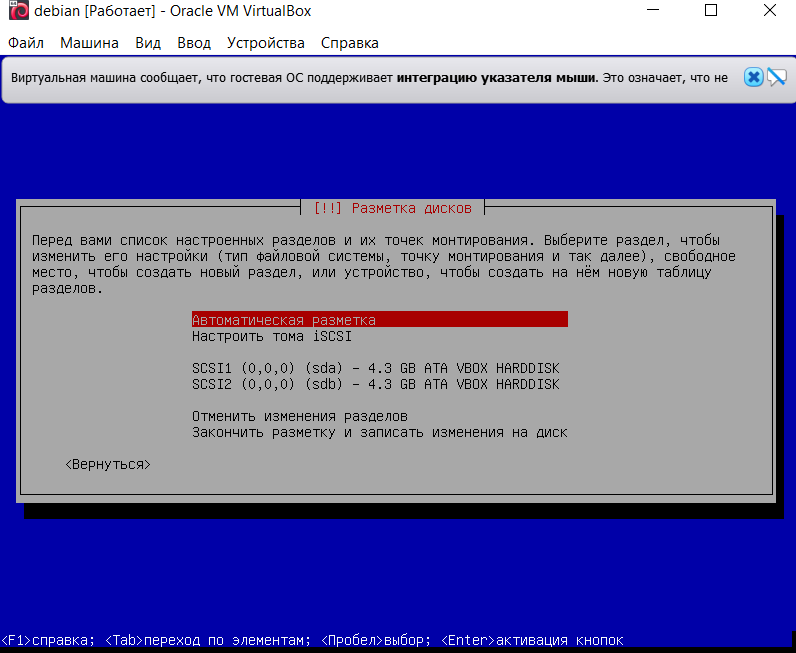 debian [Работает] - Oracle VM VirtualBox
Файл Машина Вид Ввод Устройства Справка
Виртуальная машина сообщает, что гостевая ОС поддерживает интеграцию указателя мыши. Это означает, что не
[!!] Разметка дисков
Перед вами список настроенных разделов и их точек монтирования. Выберите раздел, чтобы
изменить его настройки (тип файловой системы, точку монтирования и так далее), свободное
место, чтобы создать новый раздел, или устройство, чтобы создать на нём новую таблицу
разделов.
Автоматическая разметка
Настроить тома iSCSI
SCSI1 (0,0,0) (sda) - 4.3 GB ATA VBOX HARDDISK
SCSI2 (0,0,0) (sdb) - 4.3 GB ATA VBOX HARDDISK
Отменить изменения разделов
Закончить разметку и записать изменения на диск
<Вернуться>
<F1>справка; <Tab>переход по элементам; <Пробел>выбор; <Enter>активация кнопок